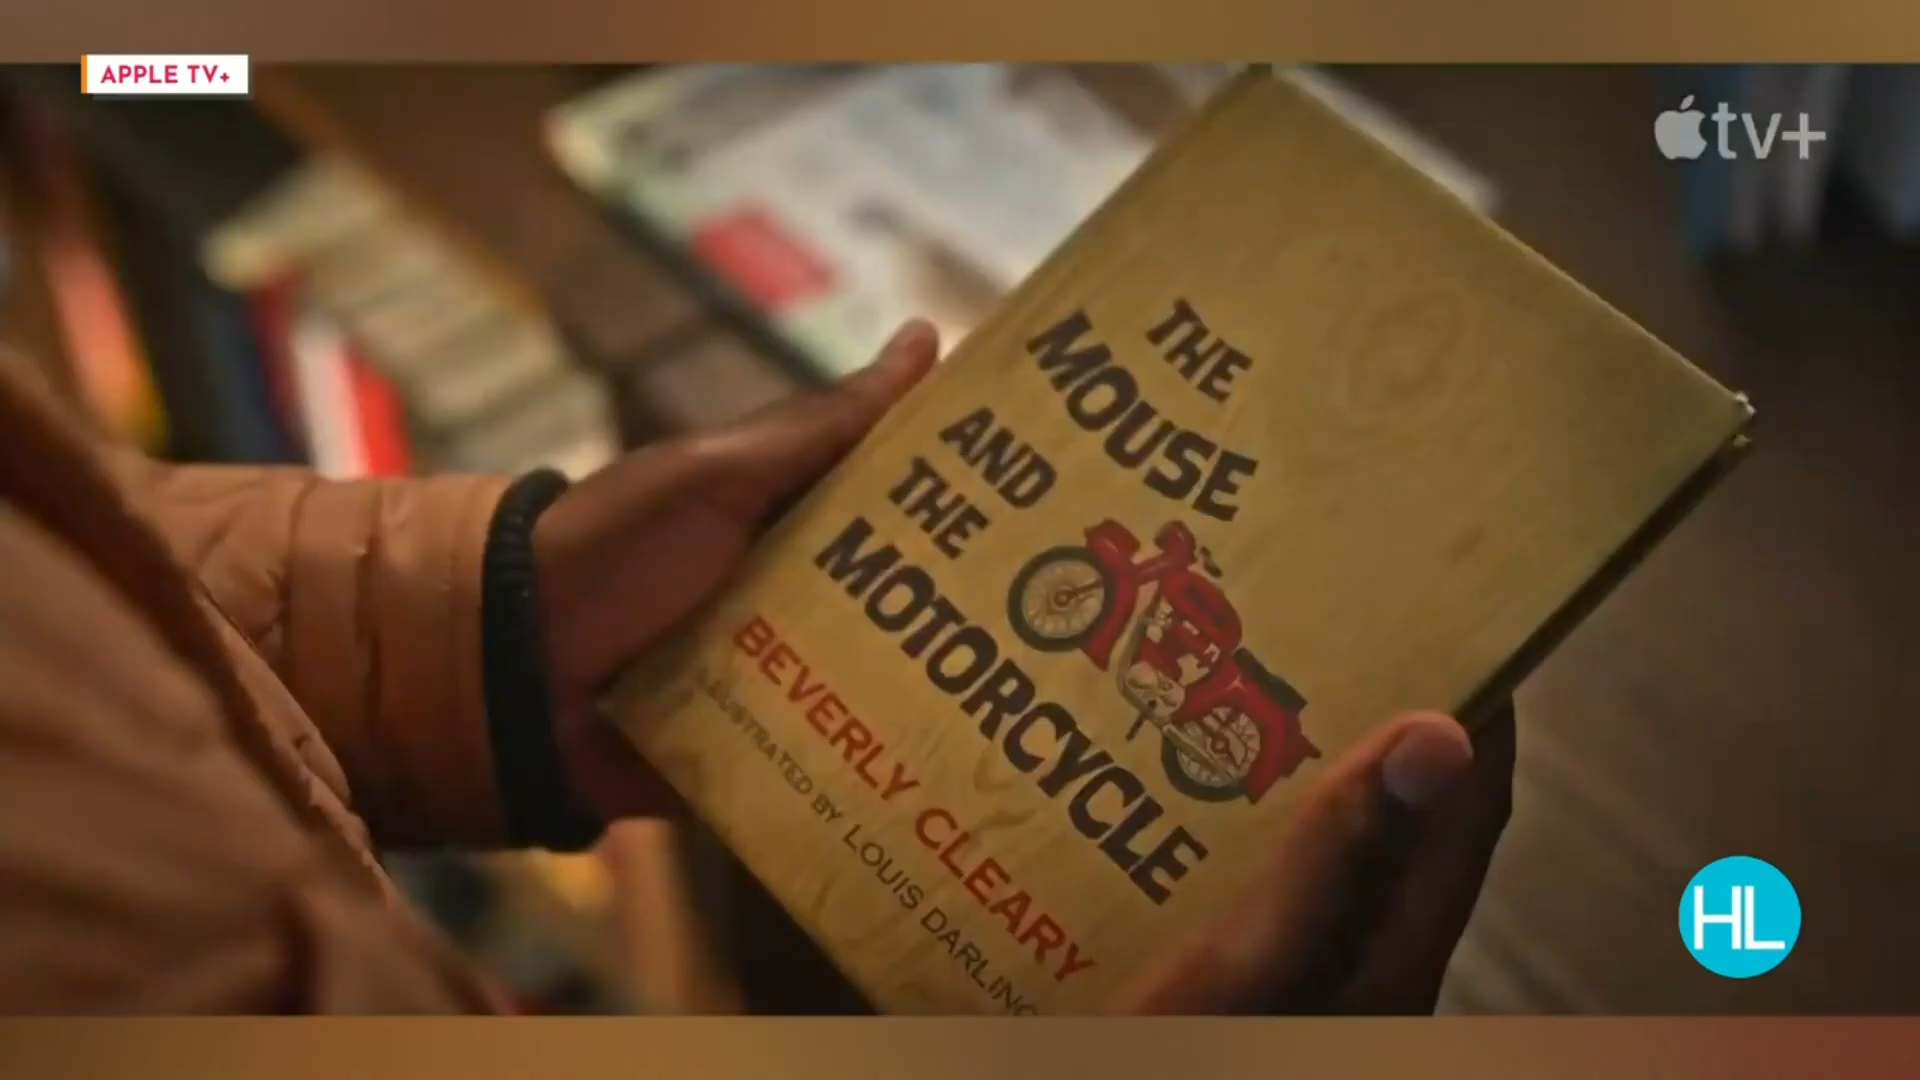 APPLE TV+
tv+
THE
MOUSE
AND
THE
MOTORCYCLE
BEVERLY CLEARY
ILLUSTRATED BY LOUIS DARLING
HL